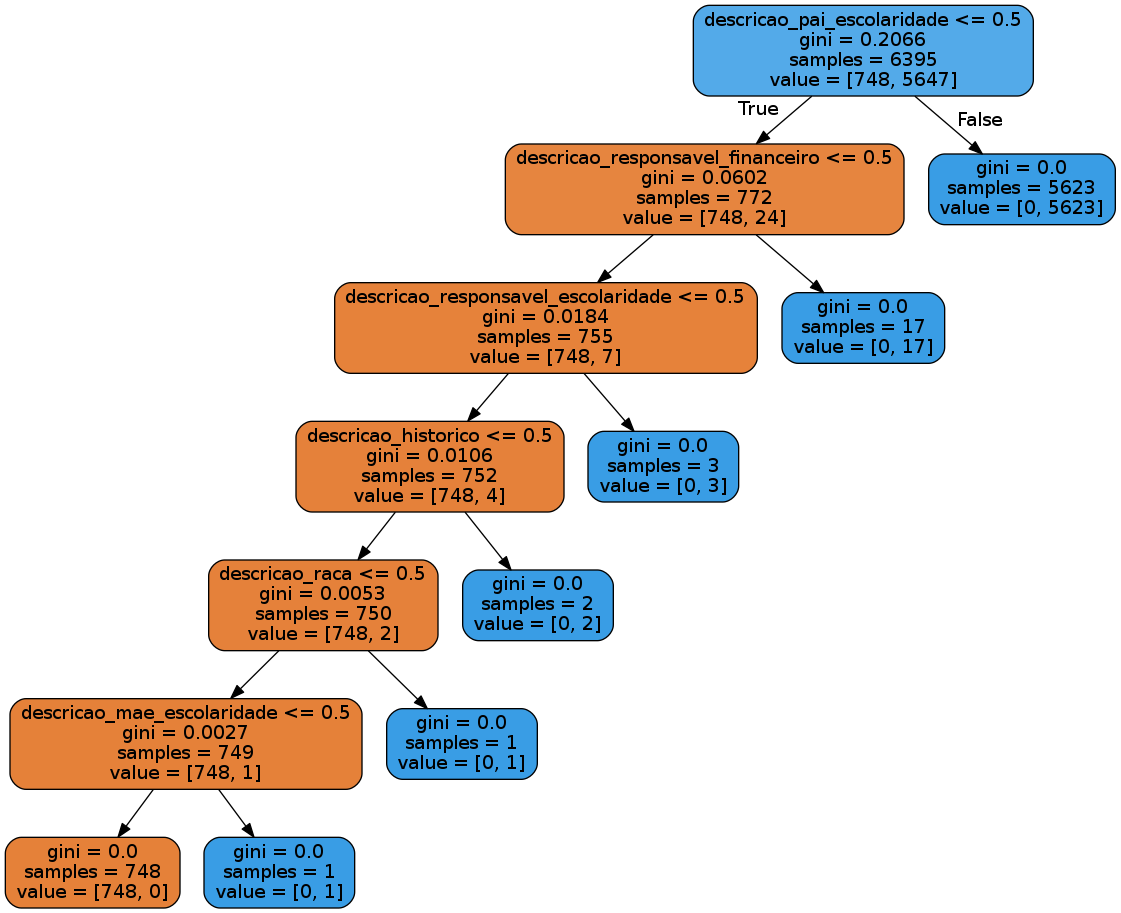 descricao_pai_escolaridade <= 0.5
gini = 0.2066
samples = 6395
value = [748, 5647]
True
False
descricao_responsavel_financeiro <= 0.5
gini = 0.0602
samples = 772
value = [748, 24]
gini = 0.0
samples = 5623
value = [0, 5623]
descricao_responsavel_escolaridade <= 0.5
gini = 0.0184
samples = 755
value = [748, 7]
gini = 0.0
samples = 17
value = [0, 17]
descricao_historico <= 0.5
gini = 0.0106
samples = 752
value = [748, 4]
gini = 0.0
samples = 3
value = [0, 3]
descricao_raca <= 0.5
gini = 0.0053
samples = 750
value = [748, 2]
gini = 0.0
samples = 2
value = [0, 2]
descricao_mae_escolaridade <= 0.5
gini = 0.0027
samples = 749
value = [748, 1]
gini = 0.0
samples = 1
value = [0, 1]
gini = 0.0
samples = 748
value = [748, 0]
gini = 0.0
samples = 1
value = [0, 1]